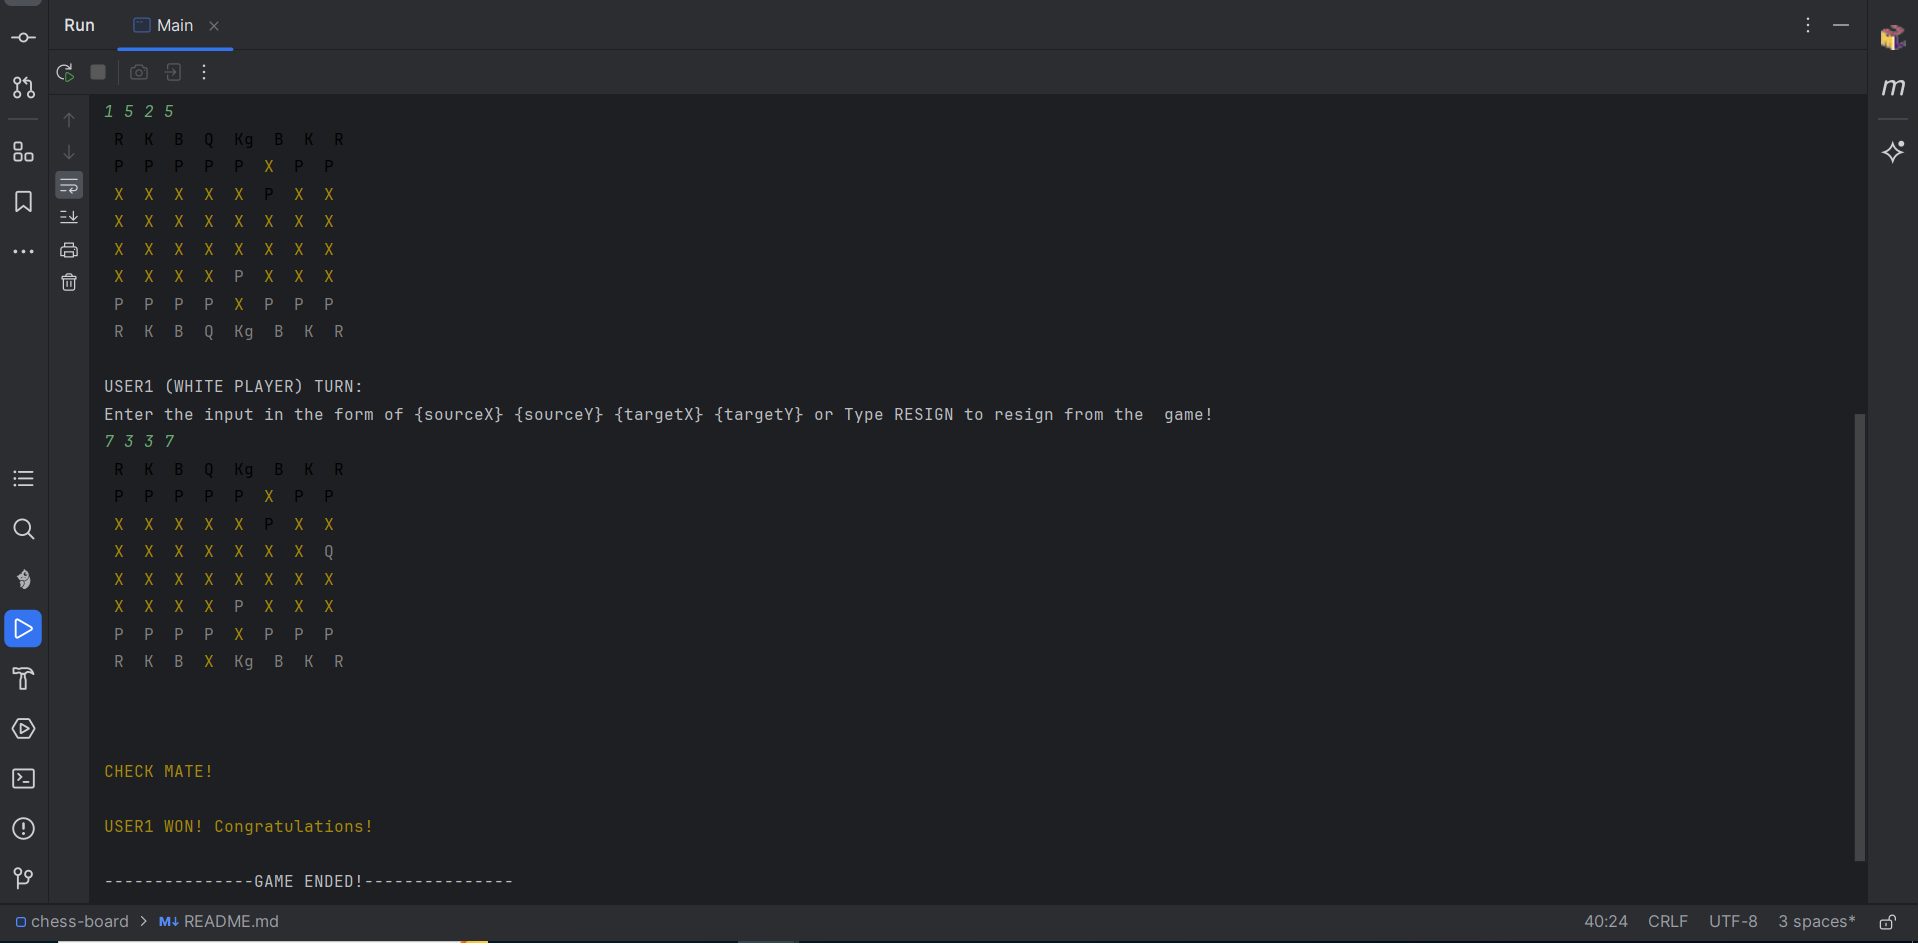 Run Main
1 5 2 5
R K B Q Kg B K R
P P P P P X P P
X X X X X P X X
X X X X X X X X
X X X X X X X X
X X X X P X X X
P P P P X P P P
R K B Q Kg B K R
USER1 (WHITE PLAYER) TURN:
Enter the input in the form of {sourceX} {sourceY} {targetX} {targetY} or Type RESIGN to resign from the  game!
7 3 3 7
R K B Q Kg B K R
P P P P P X P P
X X X X X P X X
X X X X X X X Q
X X X X X X X X
X X X X P X X X
P P P P X P P P
R K B X Kg B K R
CHECK MATE!
USER1 WON! Congratulations!
---------------GAME ENDED!---------------
chess-board > M↓ README.md 40:24 CRLF UTF-8 3 spaces*
m